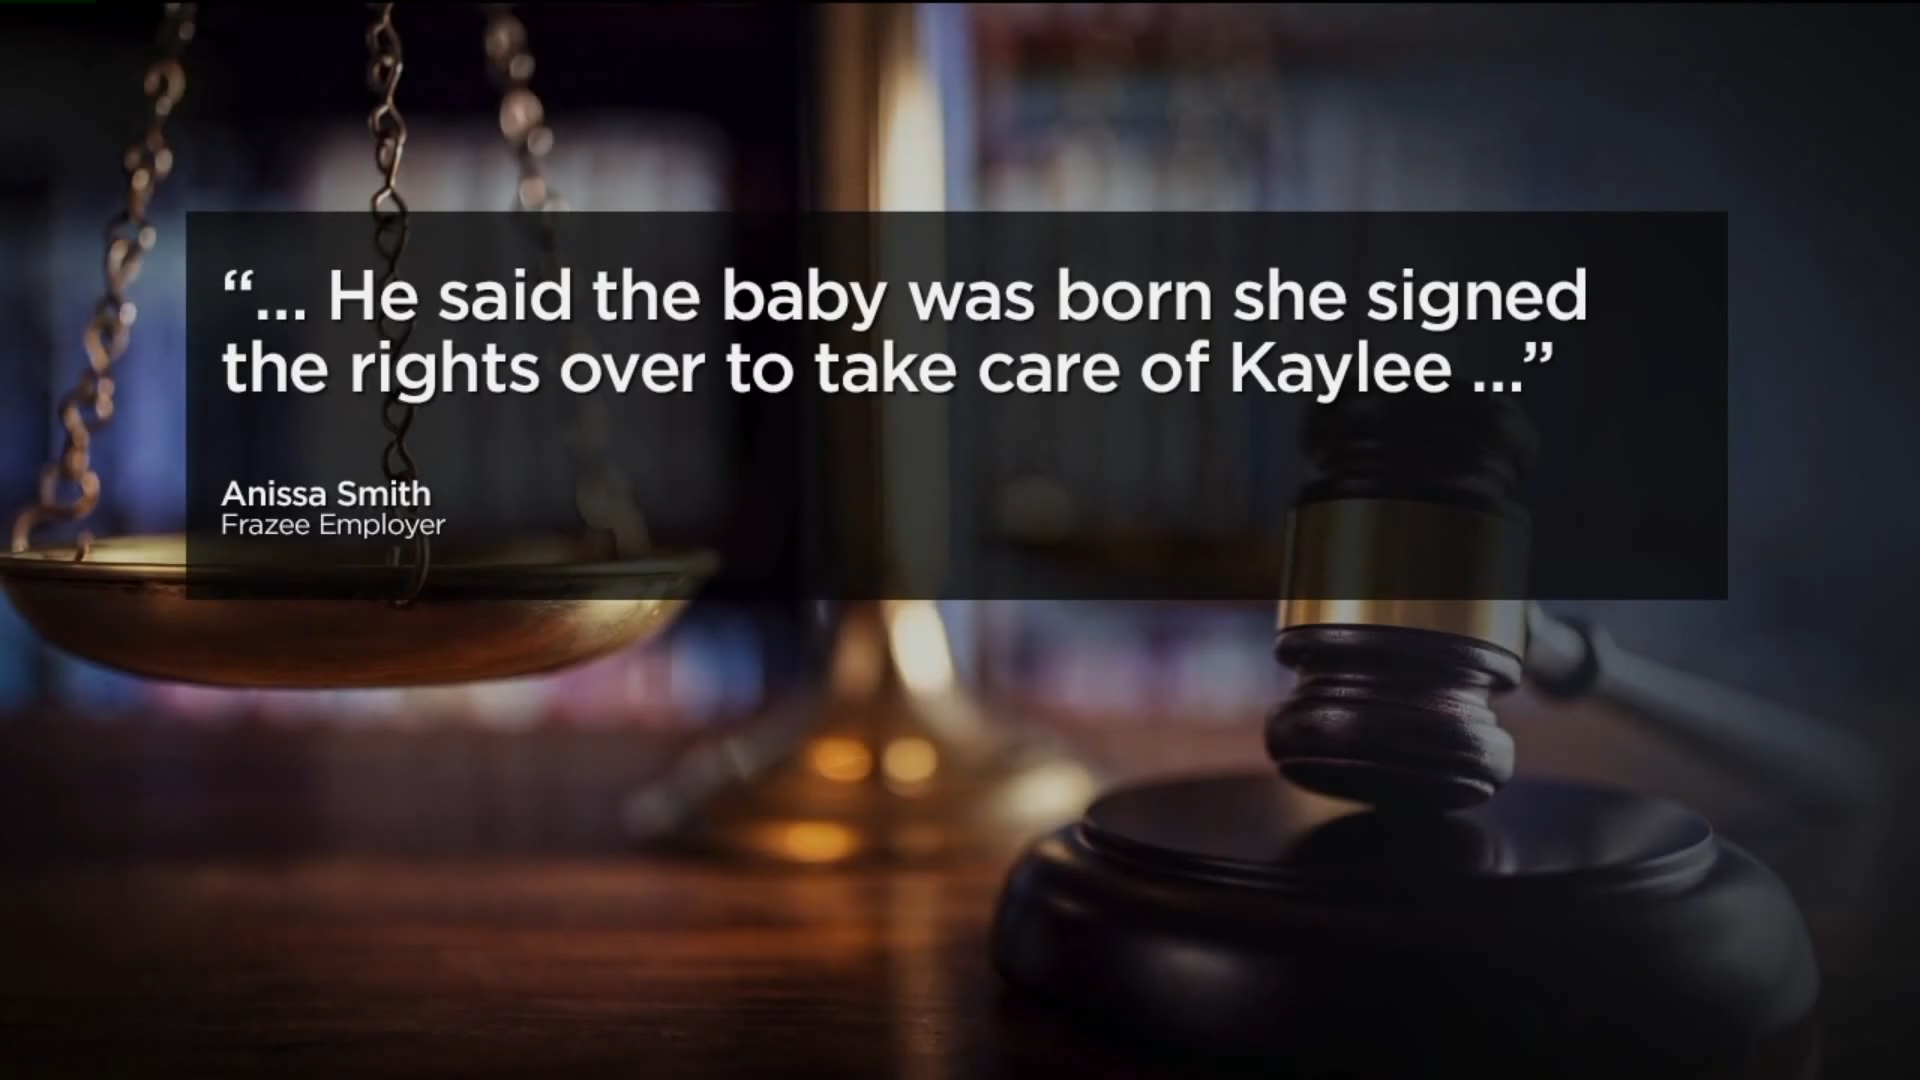 “... He said the baby was born she signed
the rights over to take care of Kaylee ...”
Anissa Smith
Frazee Employer